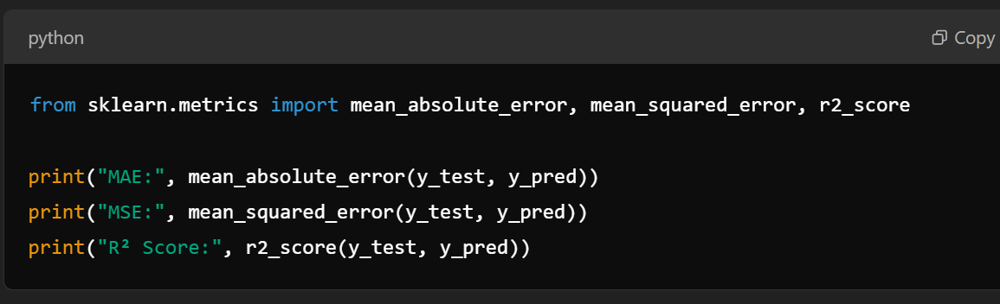 python
Copy
from sklearn.metrics import mean_absolute_error, mean_squared_error, r2_score
print("MAE:", mean_absolute_error(y_test, y_pred))
print("MSE:", mean_squared_error(y_test, y_pred))
print("R² Score:", r2_score(y_test, y_pred))